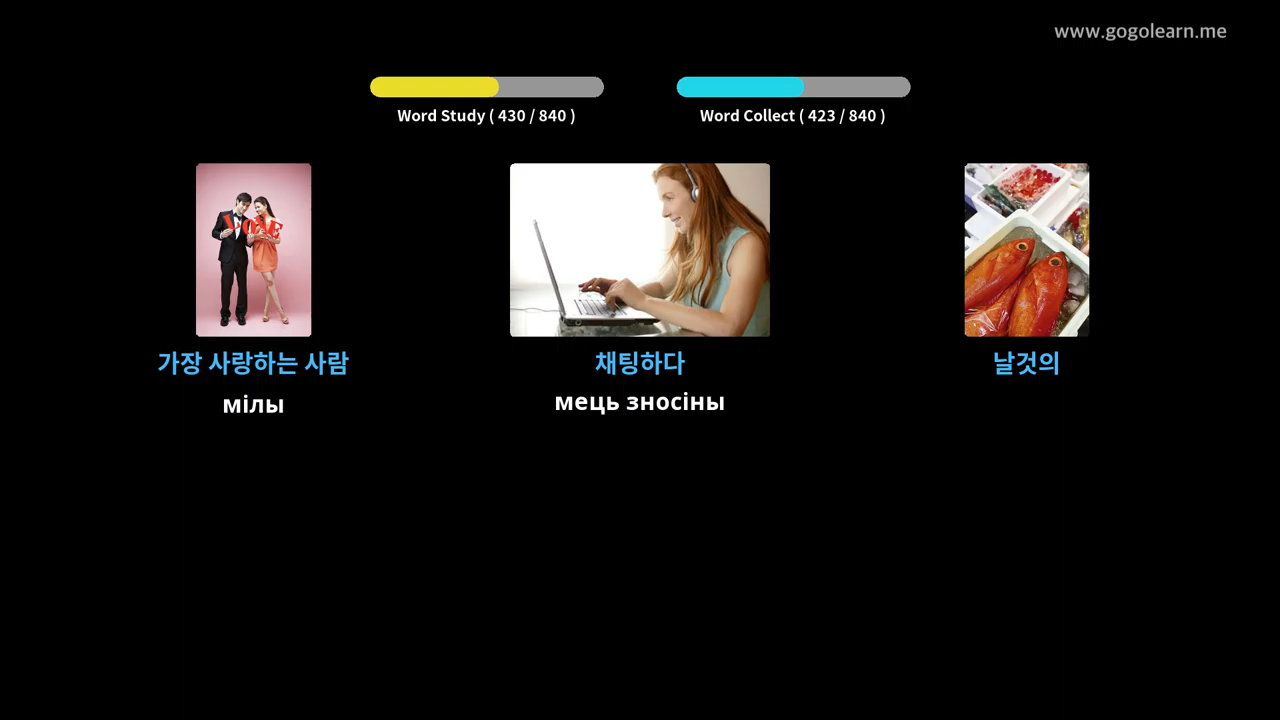 www.gogolearn.me
Word Study ( 430 / 840 )
Word Collect ( 423 / 840 )
LOVE
가장 사랑하는 사람
채팅하다
날것의
мілы
мець зносіны